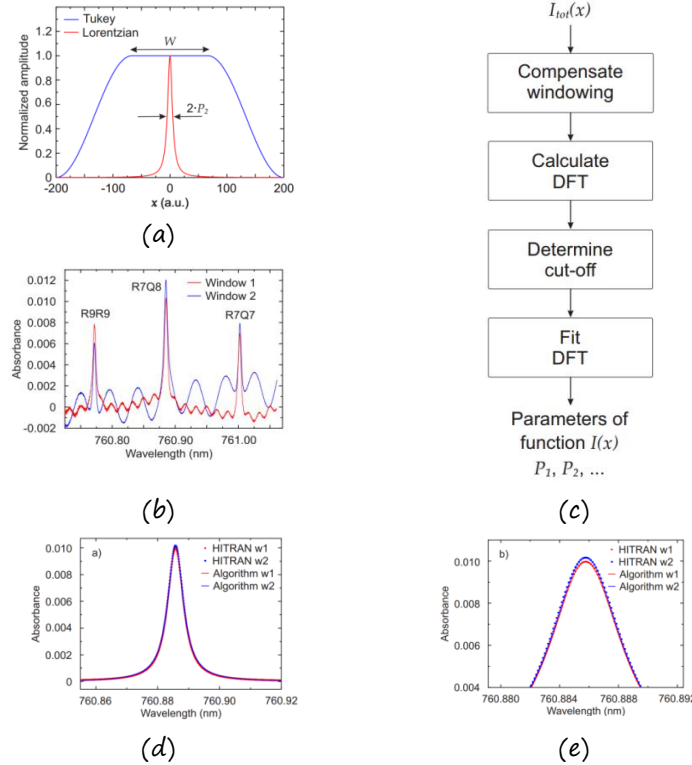 Tukey
Lorentzian
W
2·P₂
Normalized amplitude
1.0
0.8
0.6
0.4
0.2
0
-200 -100 0 100 200
x (a.u.)
(a)
Window 1
Window 2
R9R9
R7Q8
R7Q7
Absorbance
0.012
0.010
0.008
0.006
0.004
0.002
0
-0.002
760.80 760.90 761.00
Wavelength (nm)
(b)
I_tot(x)
Compensate
windowing
Calculate
DFT
Determine
cut-off
Fit
DFT
Parameters of
function I(x)
P₁, P₂, ...
(c)
a)
HITRAN w1
HITRAN w2
Algorithm w1
Algorithm w2
Absorbance
0.010
0.008
0.006
0.004
0.002
0
760.86 760.88 760.90 760.92
Wavelength (nm)
(d)
b)
HITRAN w1
HITRAN w2
Algorithm w1
Algorithm w2
Absorbance
0.010
0.008
0.006
0.004
760.880 760.884 760.888 760.892
Wavelength (nm)
(e)